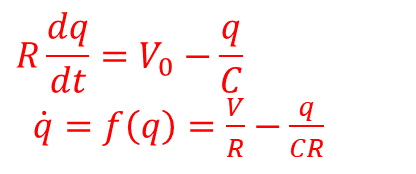 R dq/dt = V₀ − q/C
q̇ = f(q) = V/R − q/CR